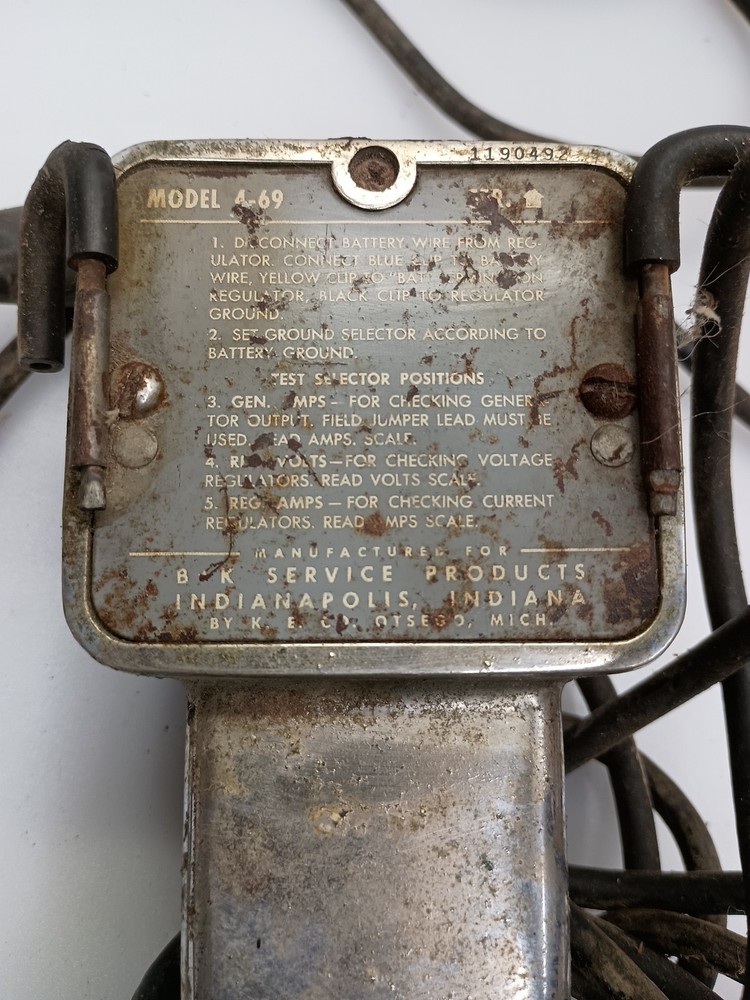 1190492
MODEL 4-69 SER.
1. DISCONNECT BATTERY WIRE FROM REG-
ULATOR. CONNECT BLUE CLIP TO BATTERY
WIRE, YELLOW CLIP TO "BAT" TERMINAL ON
REGULATOR, BLACK CLIP TO REGULATOR
GROUND.
2. SET GROUND SELECTOR ACCORDING TO
BATTERY GROUND.
TEST SELECTOR POSITIONS
3. GEN. AMPS — FOR CHECKING GENERA-
TOR OUTPUT. FIELD JUMPER LEAD MUST BE
USED. READ AMPS. SCALE.
4. REG. VOLTS — FOR CHECKING VOLTAGE
REGULATORS. READ VOLTS SCALE.
5. REG. AMPS — FOR CHECKING CURRENT
REGULATORS. READ AMPS SCALE.
MANUFACTURED FOR
B K SERVICE PRODUCTS
INDIANAPOLIS, INDIANA
BY K. E. CO. OTSEGO, MICH.